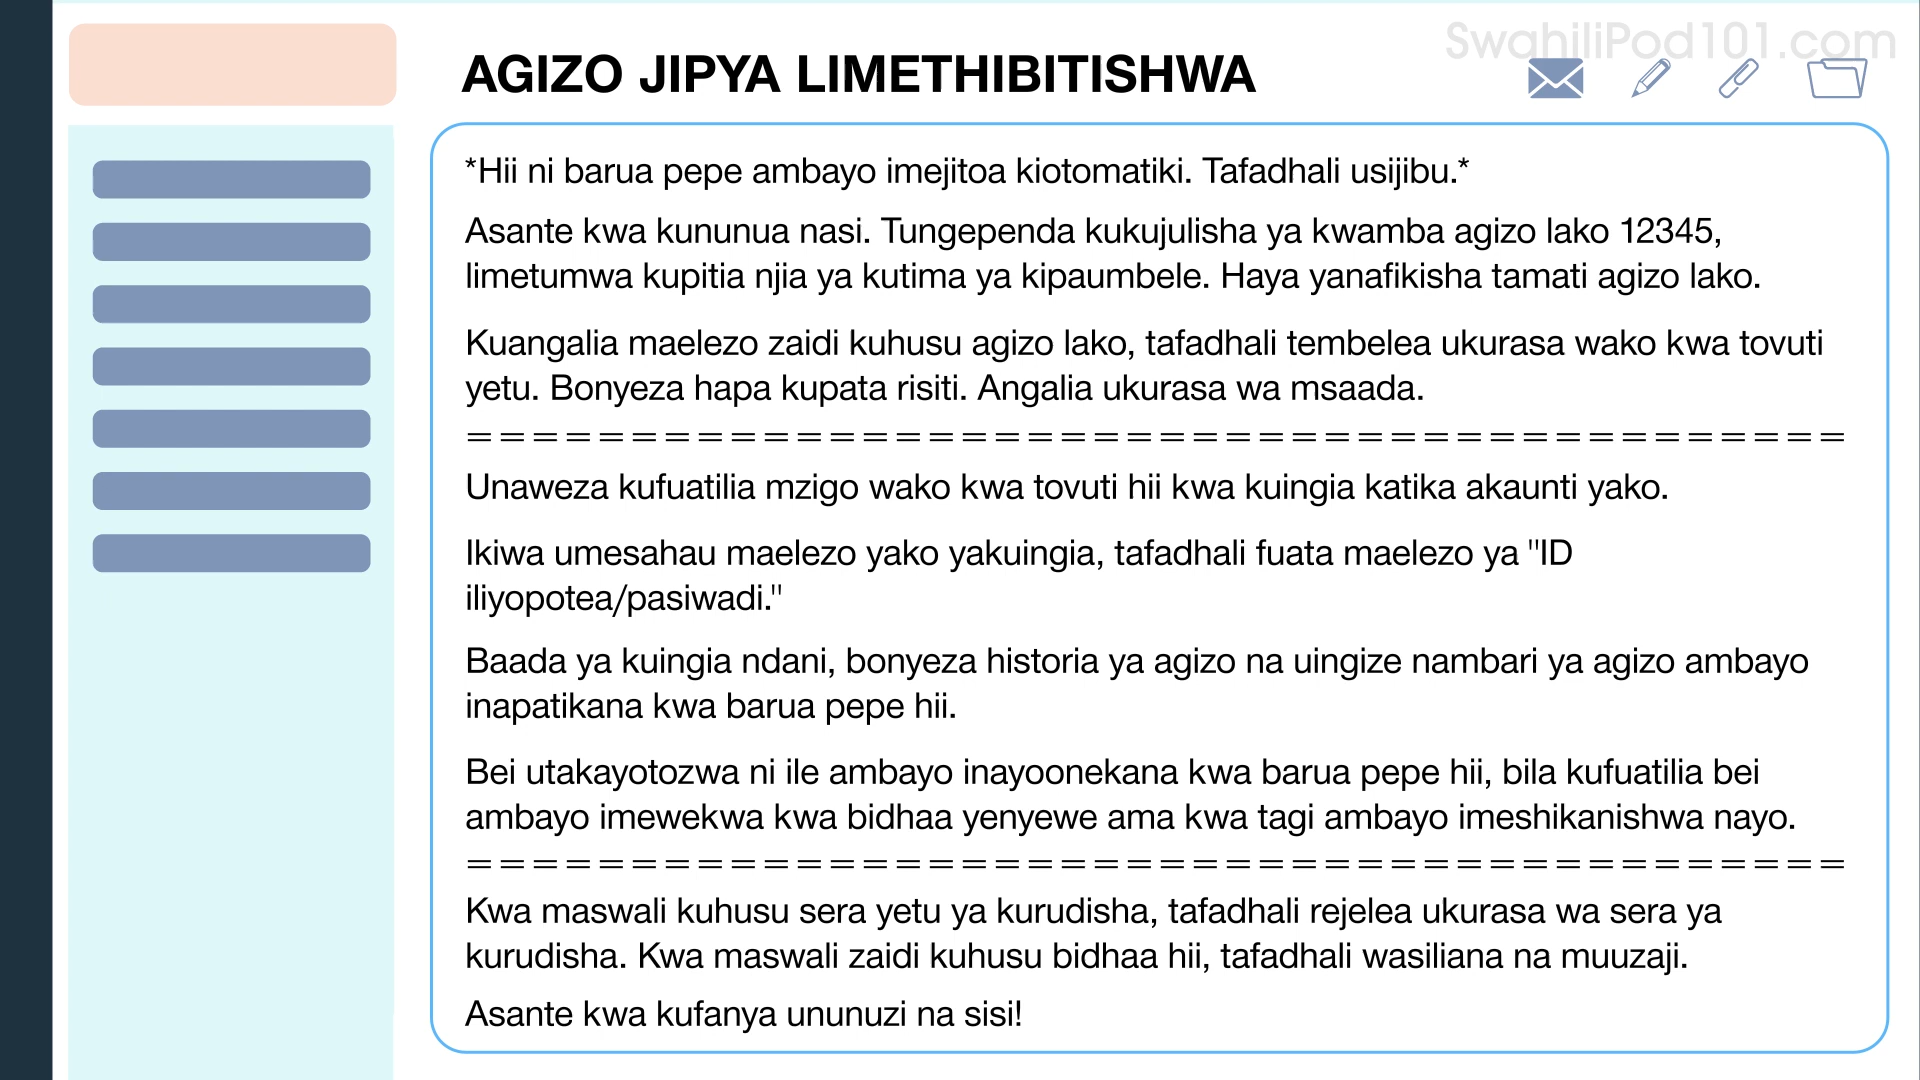 SwahiliPod101.com
AGIZO JIPYA LIMETHIBITISHWA
*Hii ni barua pepe ambayo imejitoa kiotomatiki. Tafadhali usijibu.*
Asante kwa kununua nasi. Tungependa kukujulisha ya kwamba agizo lako 12345,
limetumwa kupitia njia ya kutima ya kipaumbele. Haya yanafikisha tamati agizo lako.
Kuangalia maelezo zaidi kuhusu agizo lako, tafadhali tembelea ukurasa wako kwa tovuti
yetu. Bonyeza hapa kupata risiti. Angalia ukurasa wa msaada.
==========================================
Unaweza kufuatilia mzigo wako kwa tovuti hii kwa kuingia katika akaunti yako.
Ikiwa umesahau maelezo yako yakuingia, tafadhali fuata maelezo ya "ID
iliyopotea/pasiwadi."
Baada ya kuingia ndani, bonyeza historia ya agizo na uingize nambari ya agizo ambayo
inapatikana kwa barua pepe hii.
Bei utakayotozwa ni ile ambayo inayoonekana kwa barua pepe hii, bila kufuatilia bei
ambayo imewekwa kwa bidhaa yenyewe ama kwa tagi ambayo imeshikanishwa nayo.
==========================================
Kwa maswali kuhusu sera yetu ya kurudisha, tafadhali rejelea ukurasa wa sera ya
kurudisha. Kwa maswali zaidi kuhusu bidhaa hii, tafadhali wasiliana na muuzaji.
Asante kwa kufanya ununuzi na sisi!